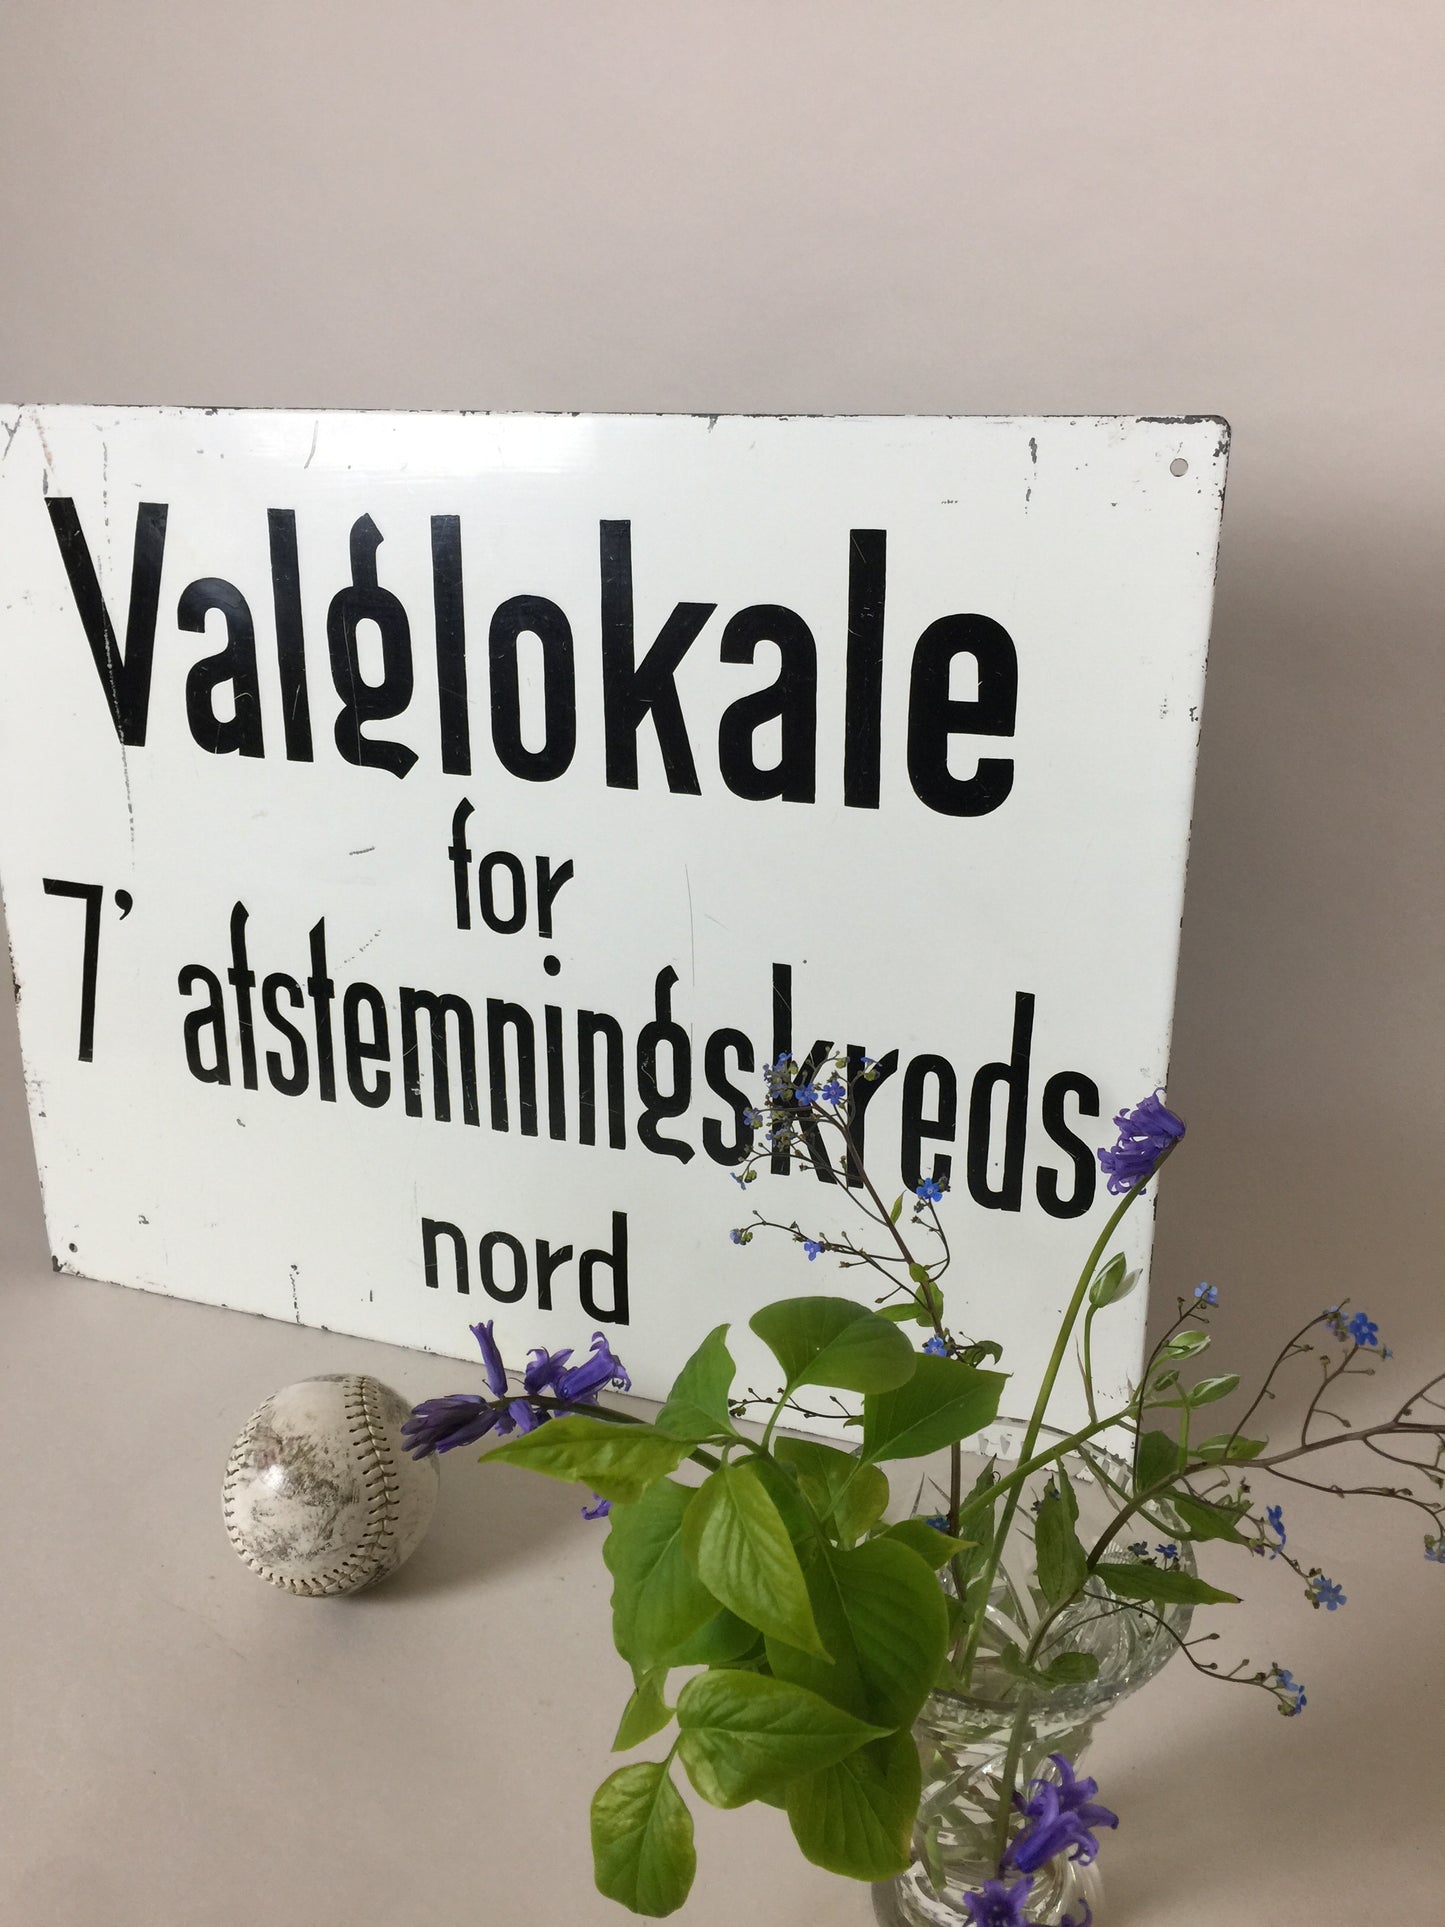 Valglokale
for
7' afstemningskreds
nord